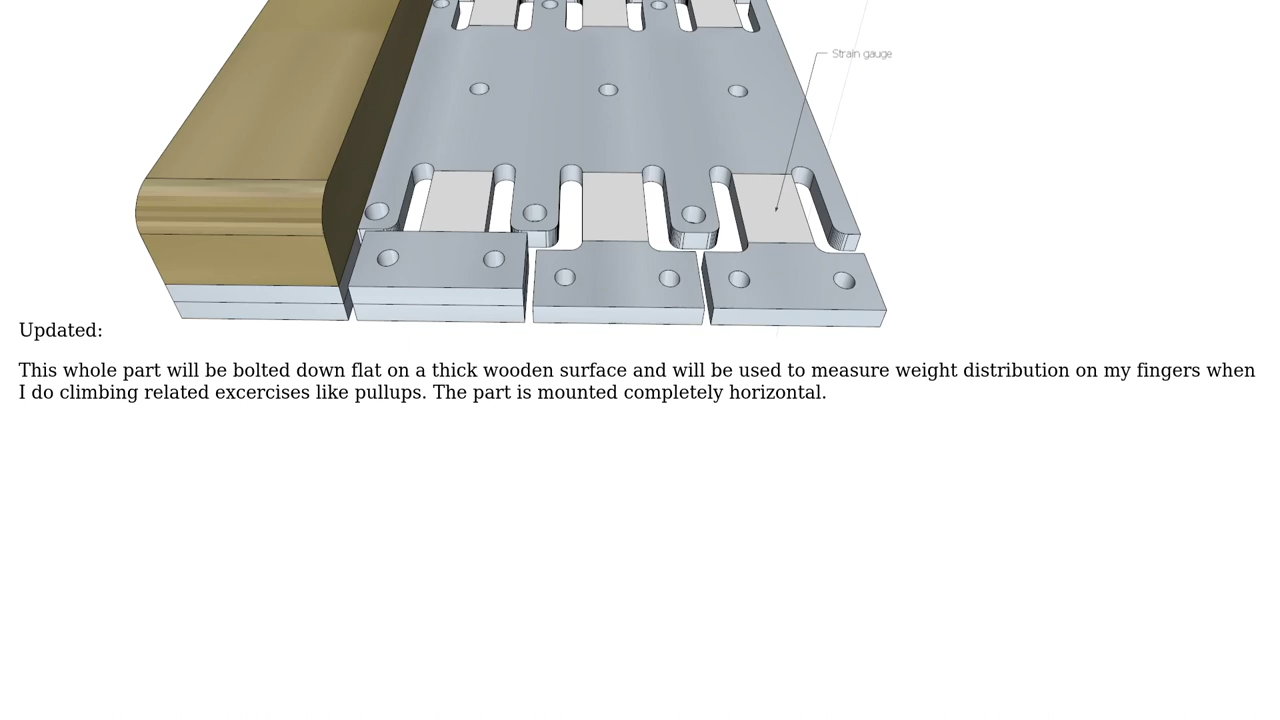 Strain gauge
Updated:
This whole part will be bolted down flat on a thick wooden surface and will be used to measure weight distribution on my fingers when
I do climbing related excercises like pullups. The part is mounted completely horizontal.